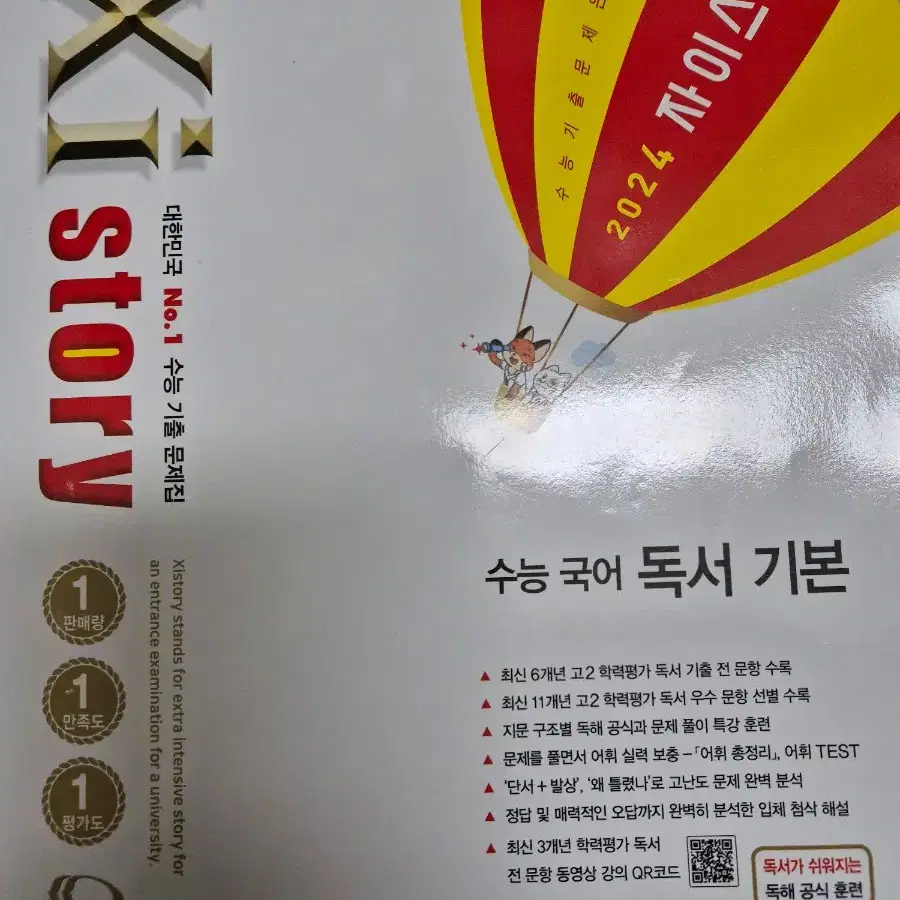 Xi
story
대한민국 No.1 수능 기출 문제집
Xistory stands for extra intensive story for
an entrance examination for a university.
1
판매량
1
만족도
1
평가도
수능 기출 문제
2024 자이스
수능 국어 독서 기본
▲ 최신 6개년 고2 학력평가 독서 기출 전 문항 수록
▲ 최신 11개년 고2 학력평가 독서 우수 문항 선별 수록
▲ 지문 구조별 독해 공식과 문제 풀이 특강 훈련
▲ 문제를 풀면서 어휘 실력 보충 – 「어휘 총정리」, 어휘 TEST
▲ '단서 + 발상', '왜 틀렸나'로 고난도 문제 완벽 분석
▲ 정답 및 매력적인 오답까지 완벽히 분석한 입체 첨삭 해설
▲ 최신 3개년 학력평가 독서
전 문항 동영상 강의 QR코드
독서가 쉬워지는
독해 공식 훈련